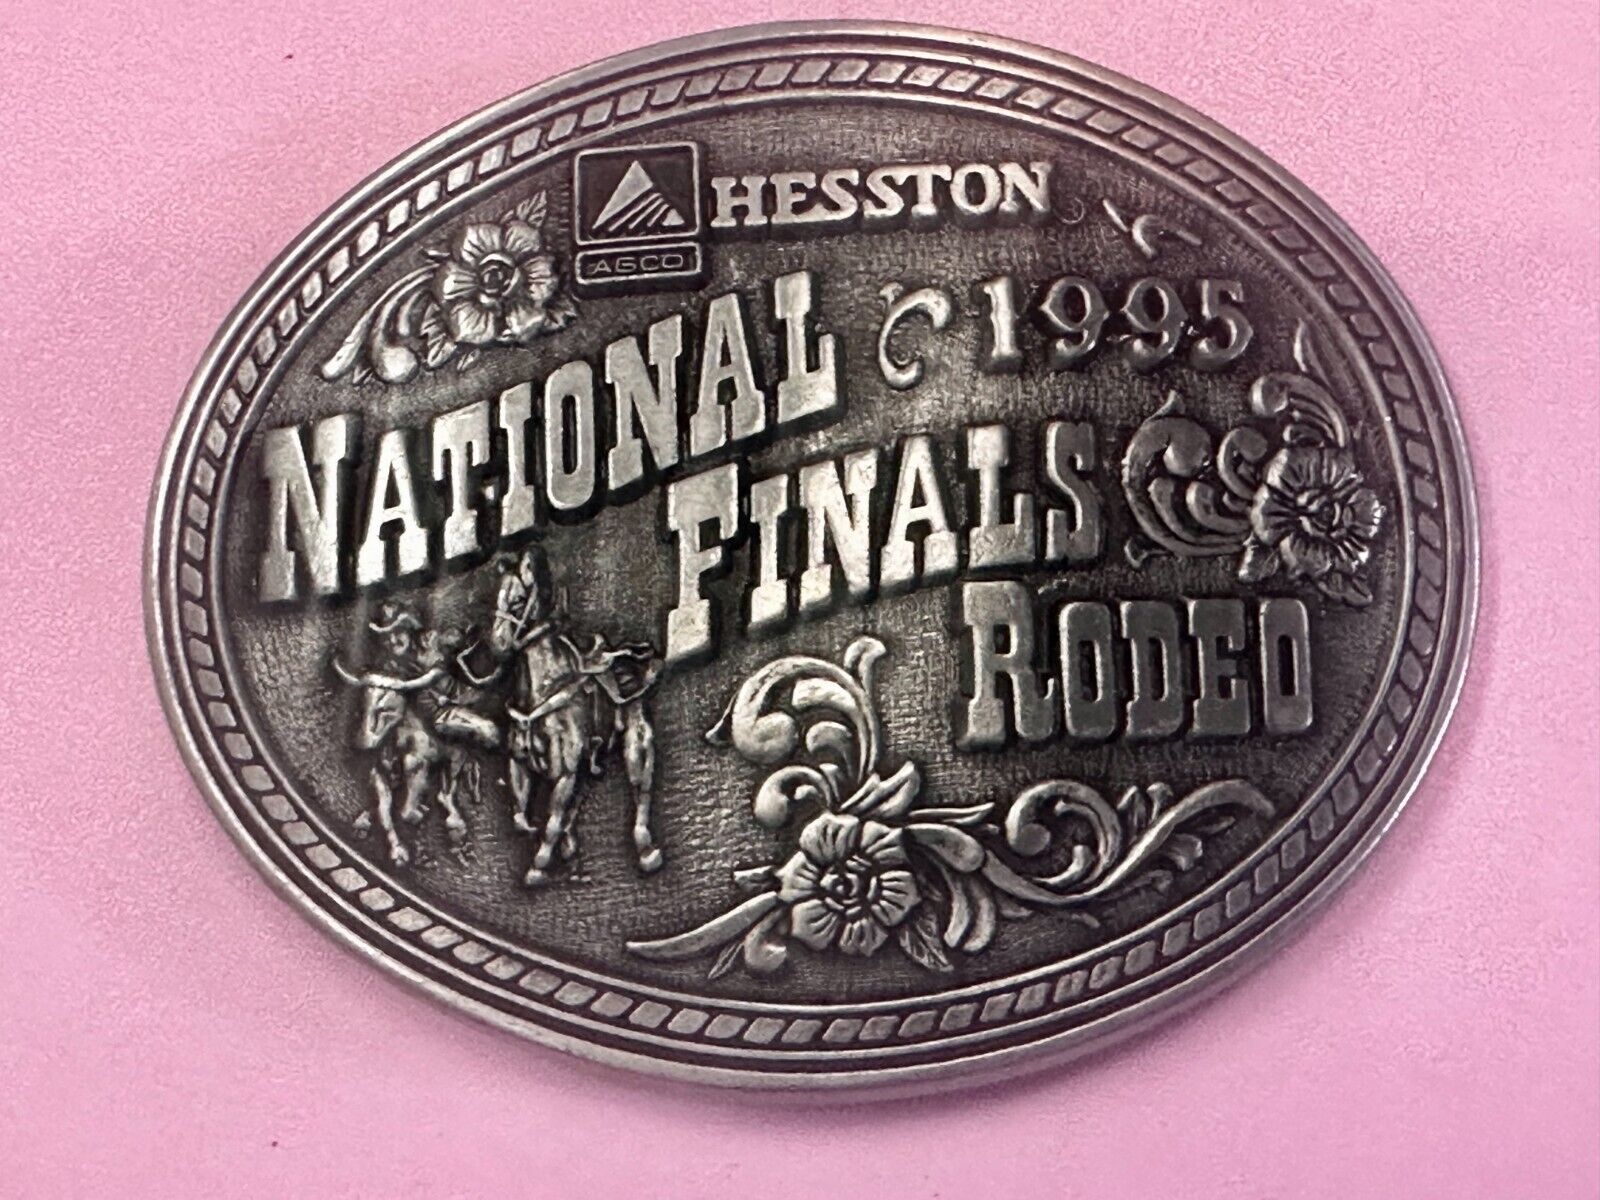 HESSTON
AGCO
1995
NATIONAL
FINALS
RODEO